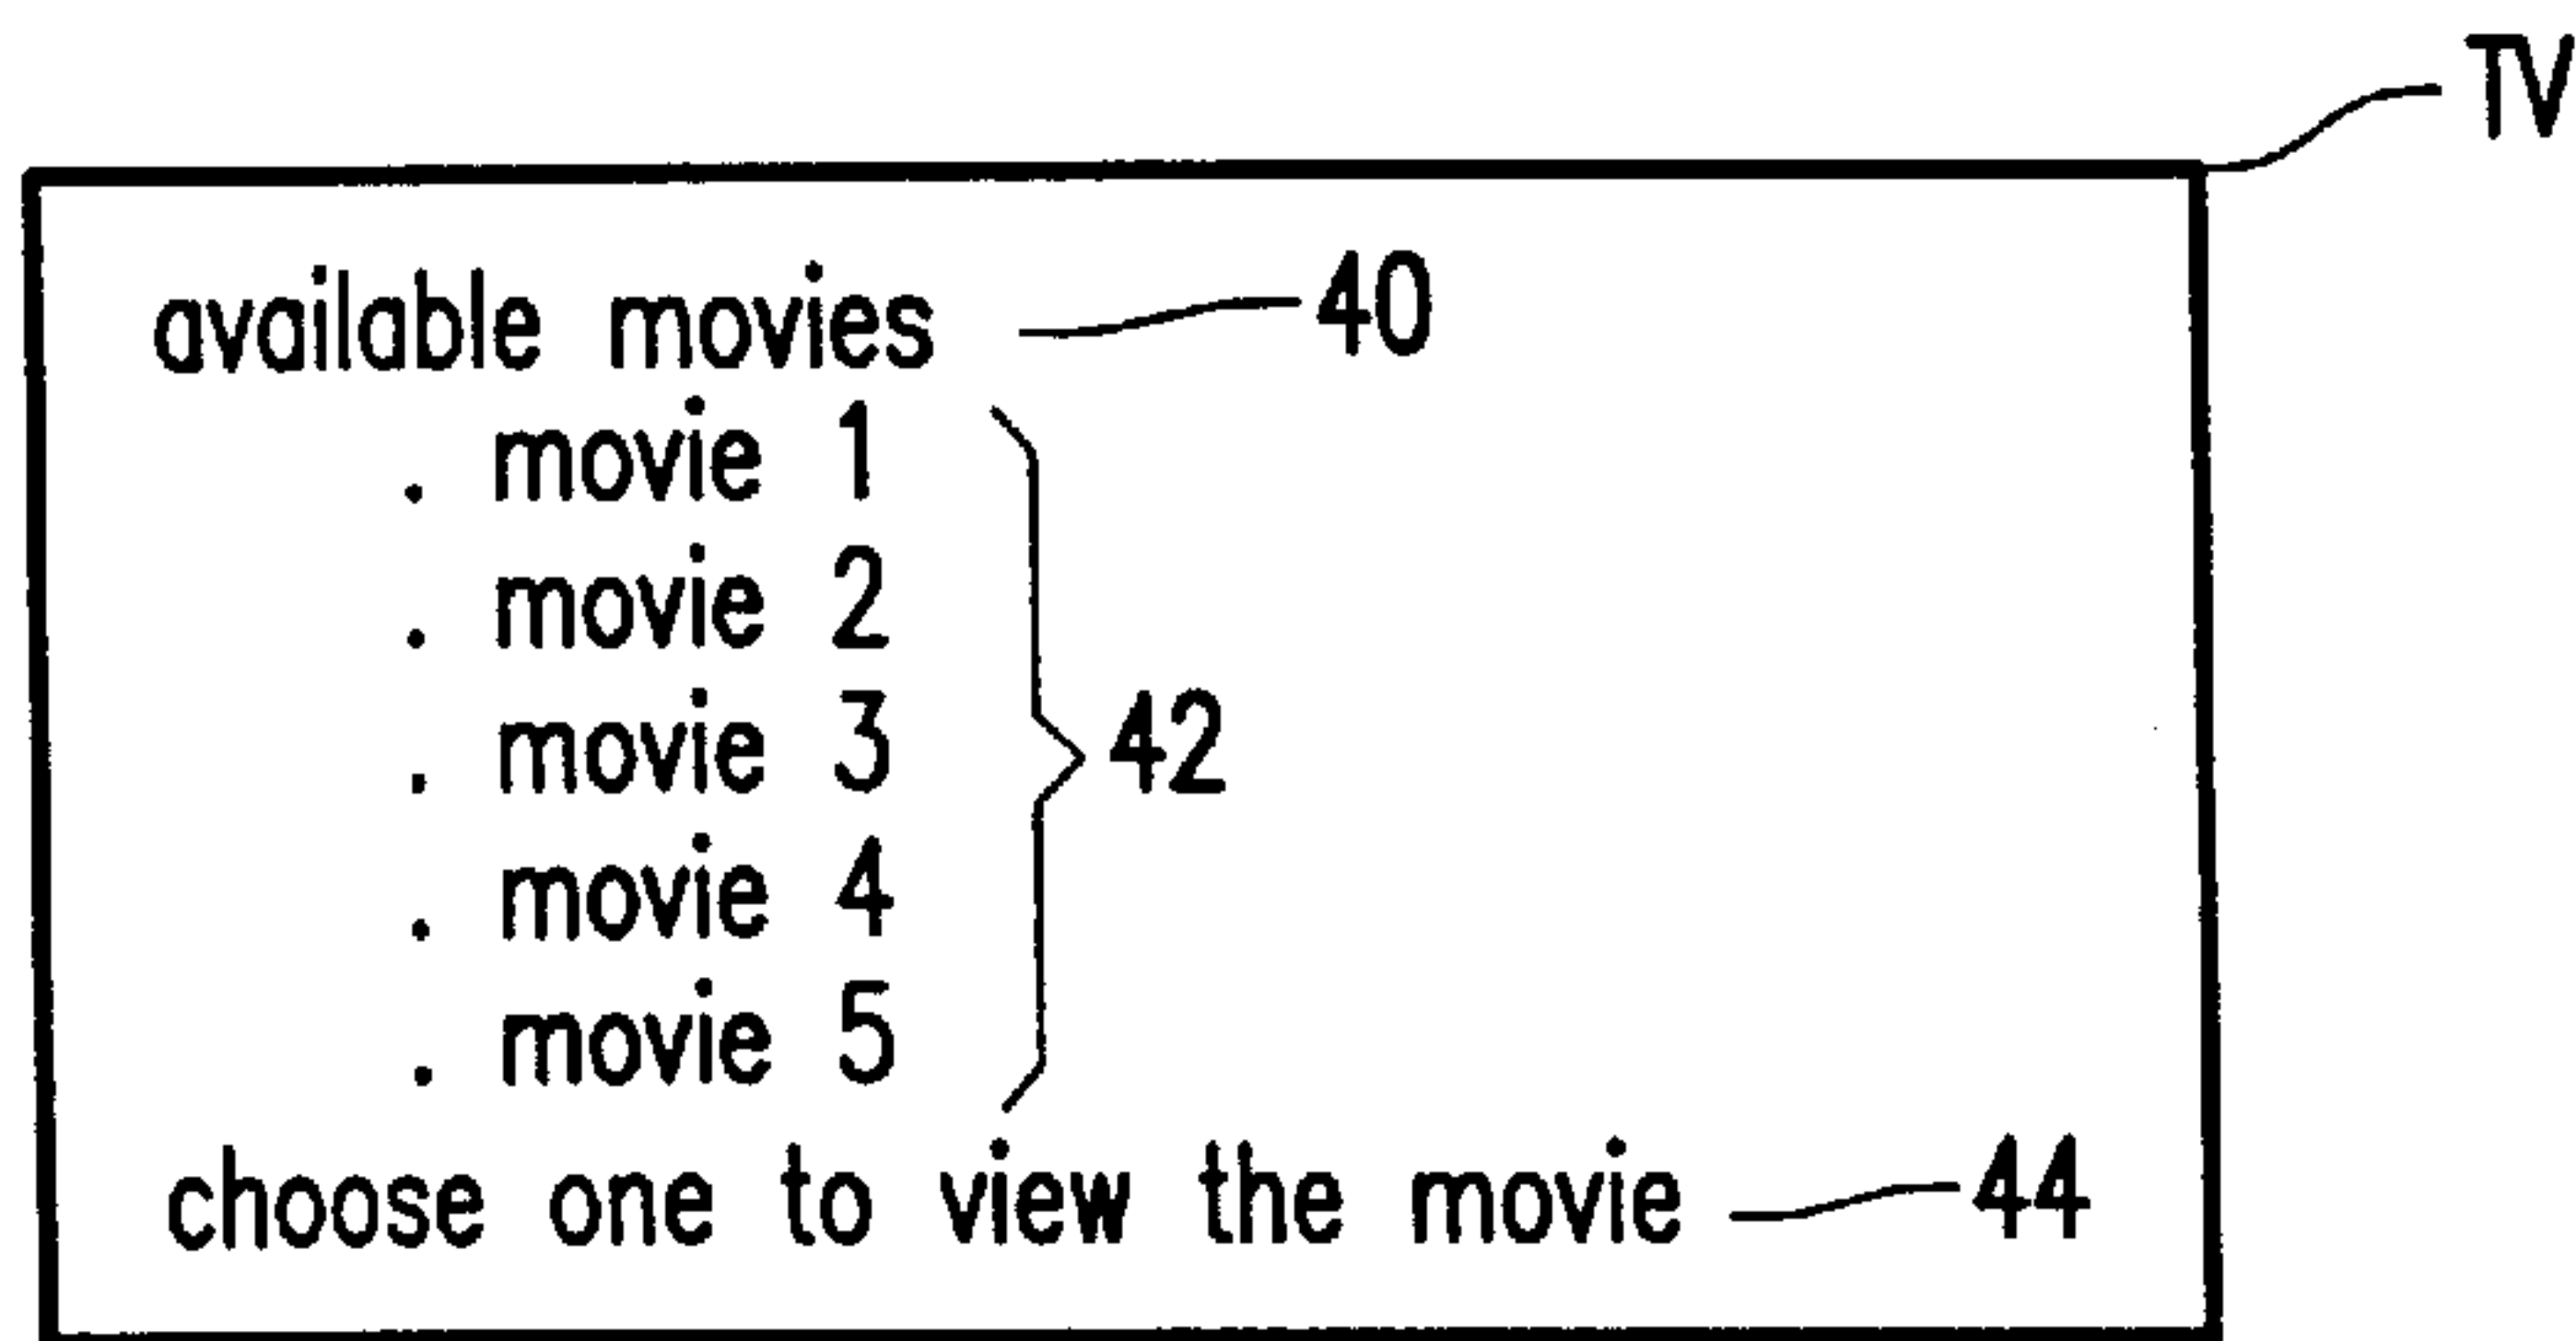 TV
available movies 40
. movie 1
. movie 2
. movie 3
42
. movie 4
. movie 5
choose one to view the movie 44